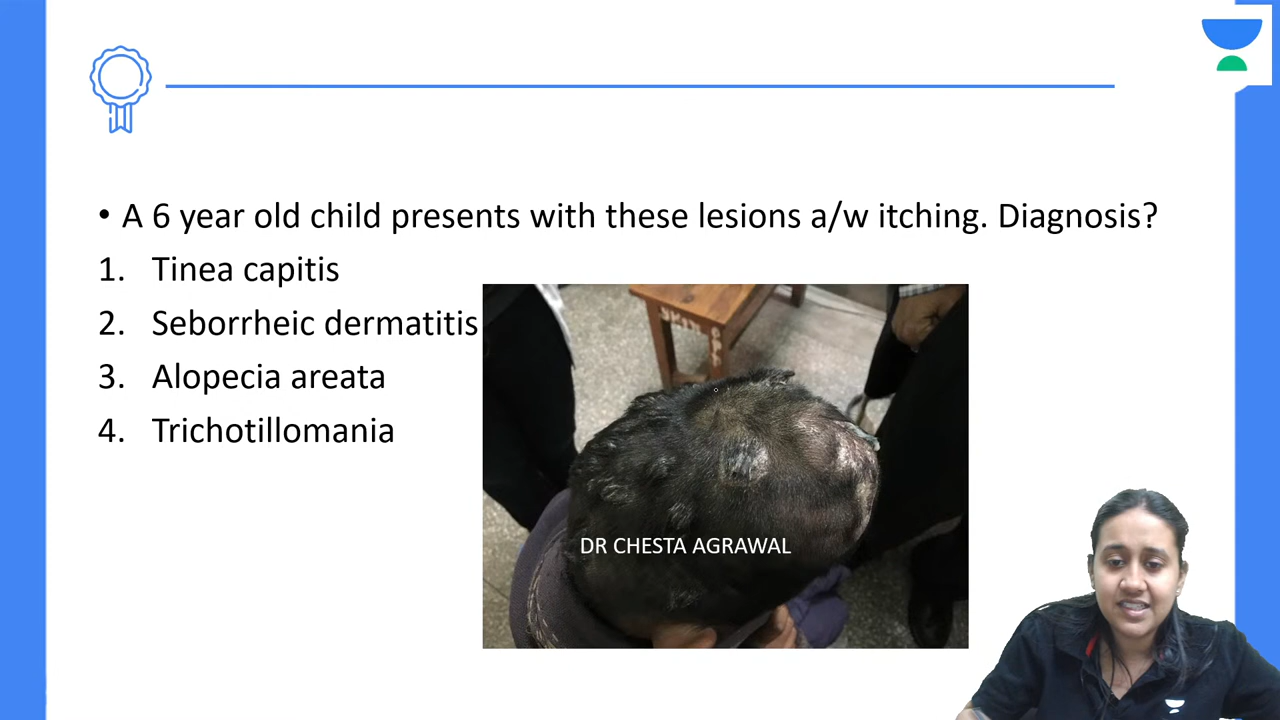 • A 6 year old child presents with these lesions a/w itching. Diagnosis?
1. Tinea capitis
2. Seborrheic dermatitis
3. Alopecia areata
4. Trichotillomania
SKIN
DR CHESTA AGRAWAL